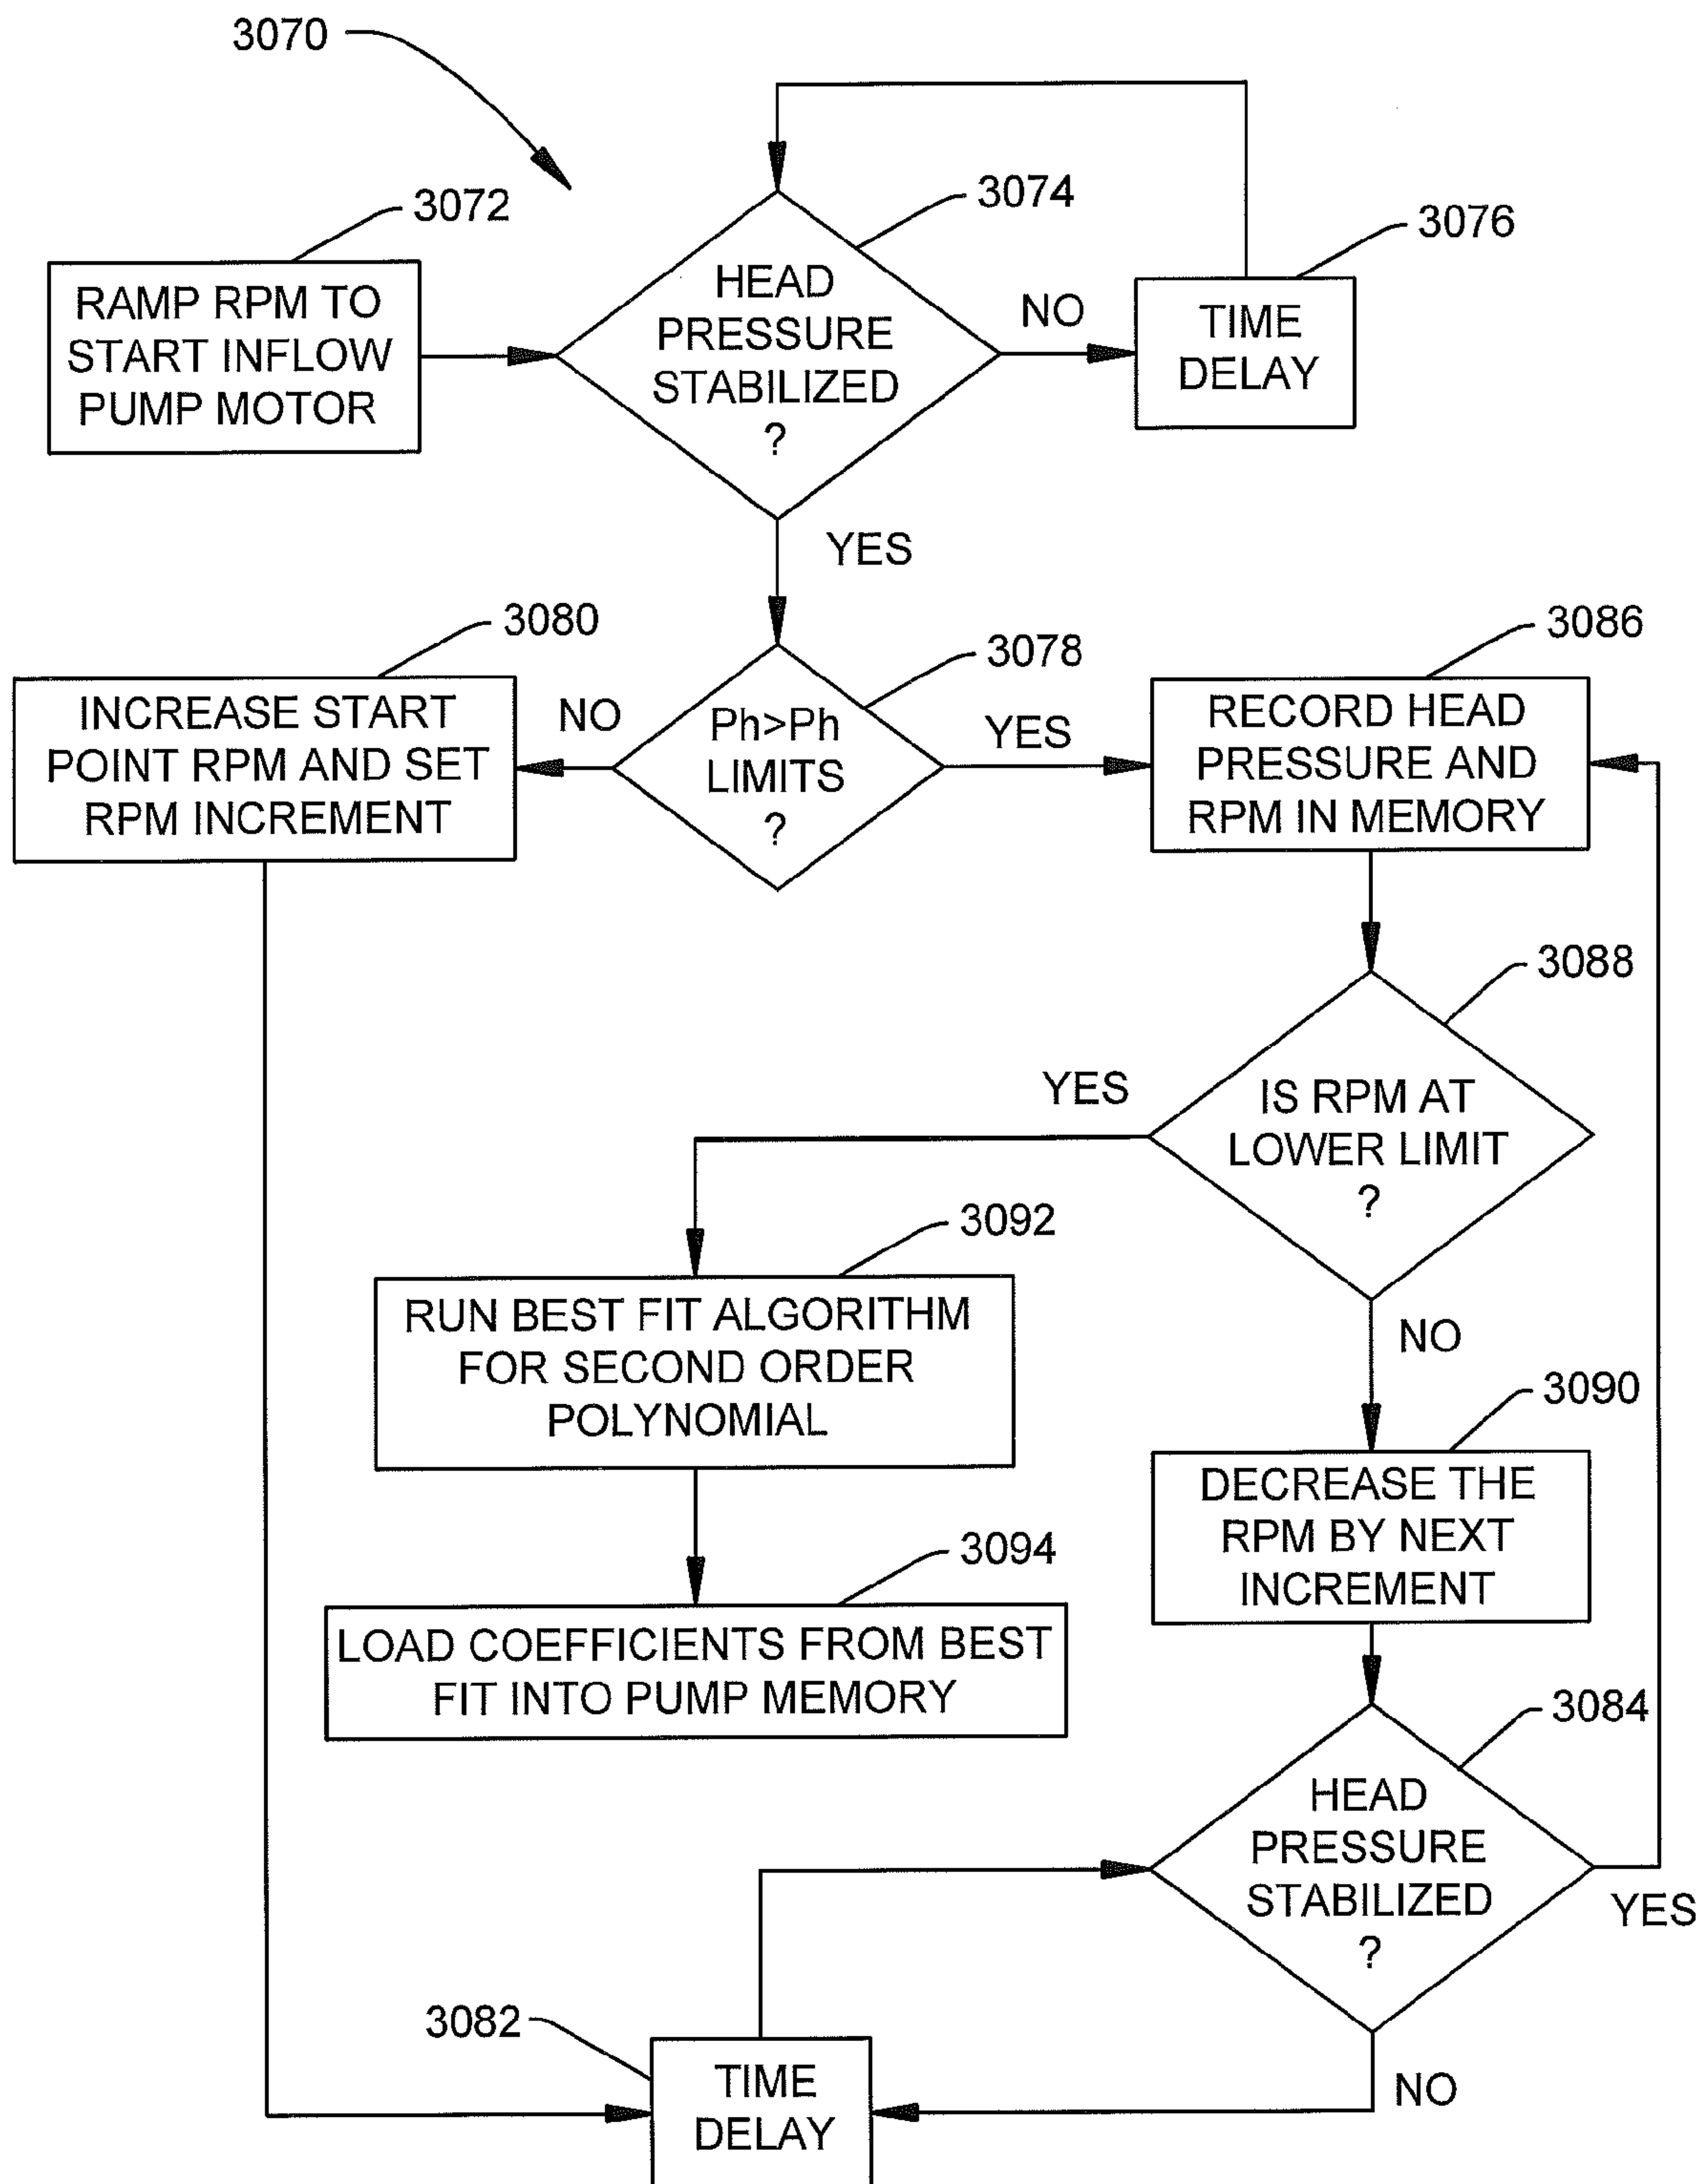 3070
3072
RAMP RPM TO
START INFLOW
PUMP MOTOR
3074
HEAD
PRESSURE
STABILIZED
?
NO
3076
TIME
DELAY
YES
3078
Ph>Ph
LIMITS
?
NO
3080
INCREASE START
POINT RPM AND SET
RPM INCREMENT
YES
3086
RECORD HEAD
PRESSURE AND
RPM IN MEMORY
3088
IS RPM AT
LOWER LIMIT
?
YES
3092
RUN BEST FIT ALGORITHM
FOR SECOND ORDER
POLYNOMIAL
3094
LOAD COEFFICIENTS FROM BEST
FIT INTO PUMP MEMORY
NO
3090
DECREASE THE
RPM BY NEXT
INCREMENT
3084
HEAD
PRESSURE
STABILIZED
?
YES
NO
3082
TIME
DELAY